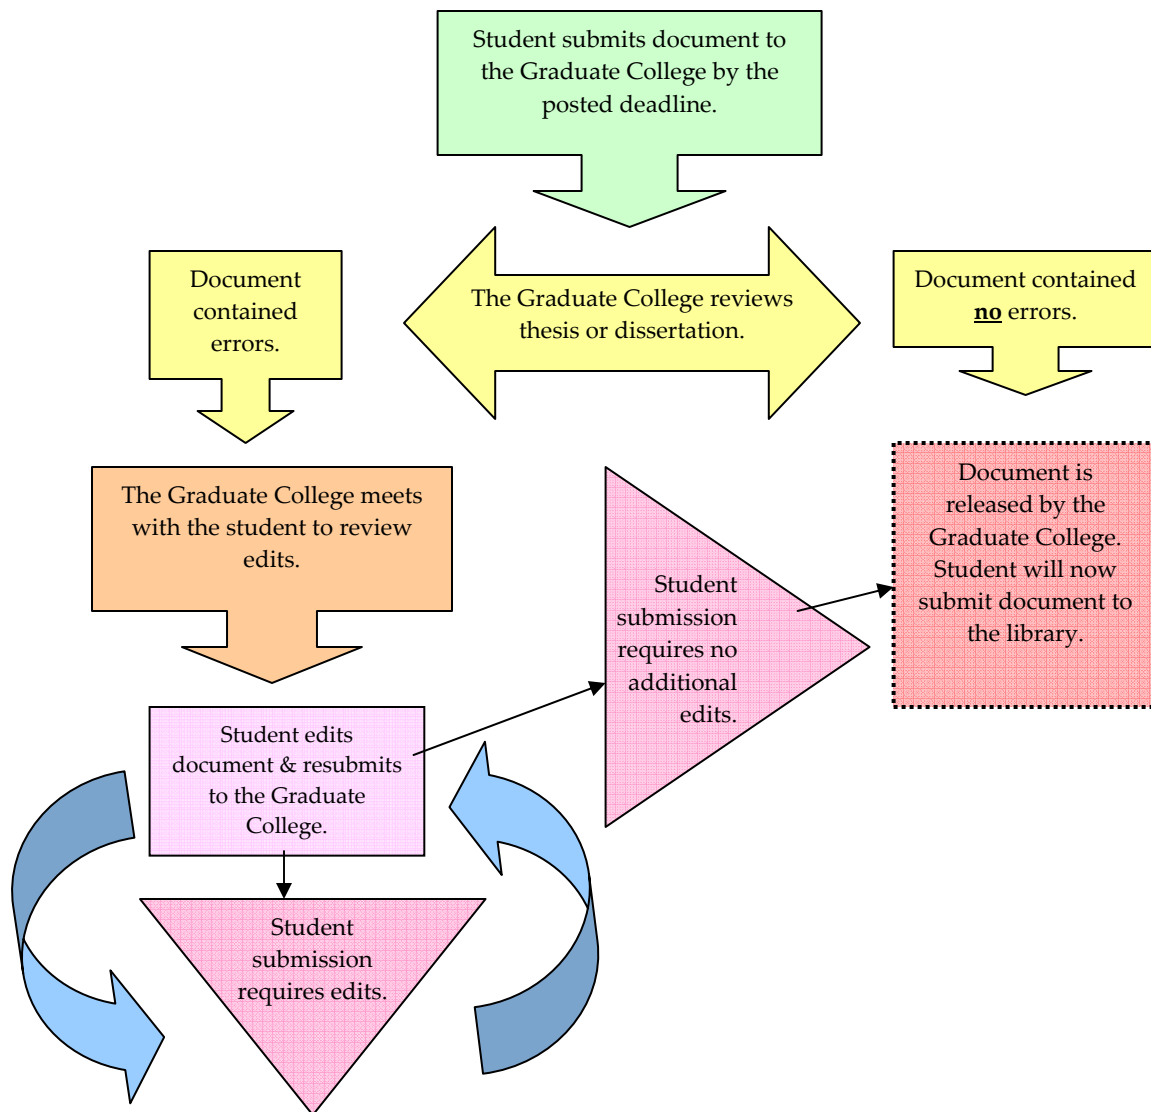 Student submits document to
the Graduate College by the
posted deadline.
Document
contained
errors.
The Graduate College reviews
thesis or dissertation.
Document contained
no errors.
The Graduate College meets
with the student to review
edits.
Student
submission
requires no
additional
edits.
Document is
released by the
Graduate College.
Student will now
submit document to
the library.
Student edits
document & resubmits
to the Graduate
College.
Student
submission
requires edits.